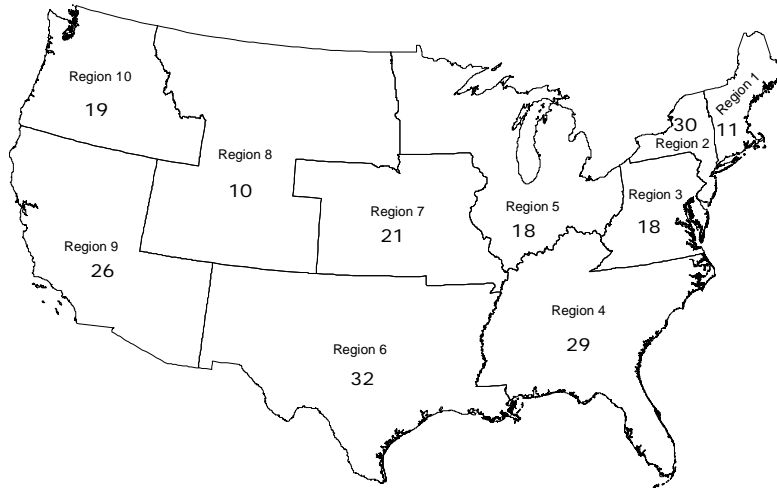 Region 10
19
Region 8
10
Region 9
26
Region 7
21
Region 6
32
Region 5
18
Region 4
29
Region 3
18
30
Region 2
Region 1
11